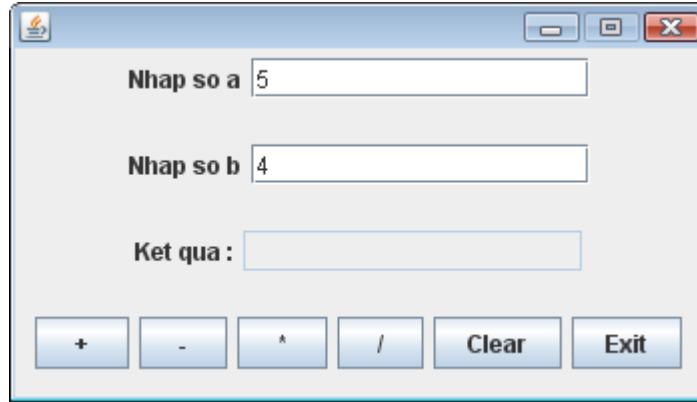 Nhap so a 5
Nhap so b 4
Ket qua :
+ - * / Clear Exit